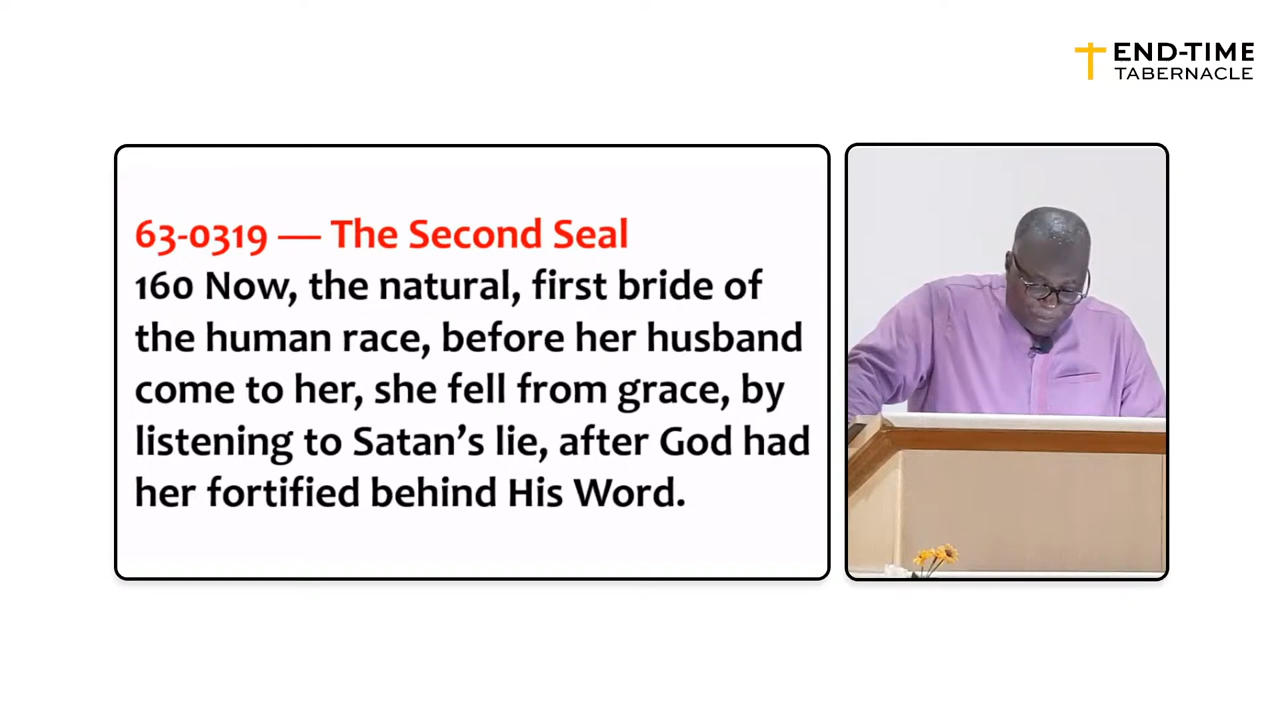 END-TIME
TABERNACLE
63-0319 — The Second Seal
160 Now, the natural, first bride of
the human race, before her husband
come to her, she fell from grace, by
listening to Satan’s lie, after God had
her fortified behind His Word.